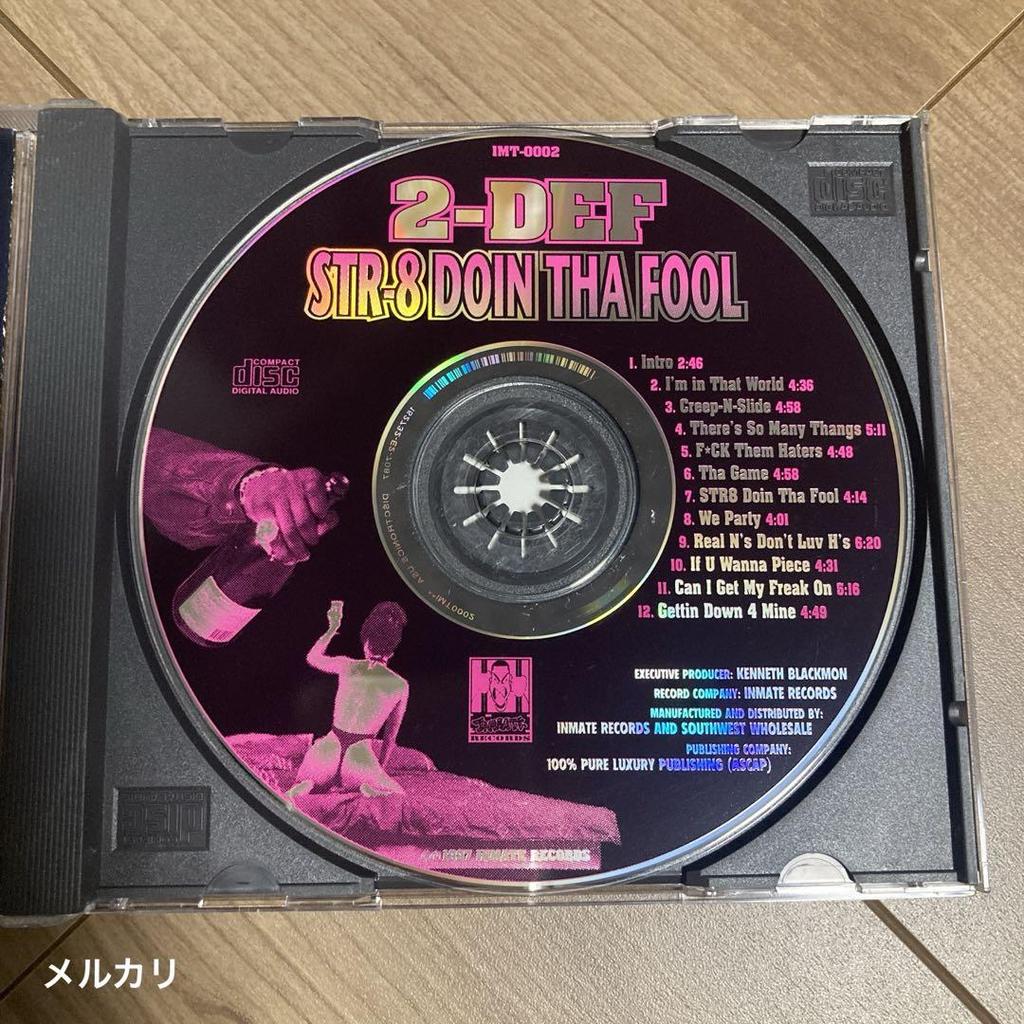 IMT-0002
2-DEF
STR-8 DOIN THA FOOL
COMPACT
disc
DIGITAL AUDIO
COMPACT
disc
DIGITAL AUDIO
1. Intro 2:46
2. I'm in That World 4:36
3. Creep-N-Slide 4:58
4. There's So Many Thangs 5:11
5. F*CK Them Haters 4:48
6. Tha Game 4:58
7. STR8 Doin Tha Fool 4:14
8. We Party 4:01
9. Real N's Don't Luv H's 6:20
10. If U Wanna Piece 4:31
11. Can I Get My Freak On 5:16
12. Gettin Down 4 Mine 4:49
INMATE
RECORDS
EXECUTIVE PRODUCER: KENNETH BLACKMON
RECORD COMPANY: INMATE RECORDS
MANUFACTURED AND DISTRIBUTED BY:
INMATE RECORDS AND SOUTHWEST WHOLESALE
PUBLISHING COMPANY:
100% PURE LUXURY PUBLISHING (ASCAP)
1997 INMATE RECORDS
メルカリ